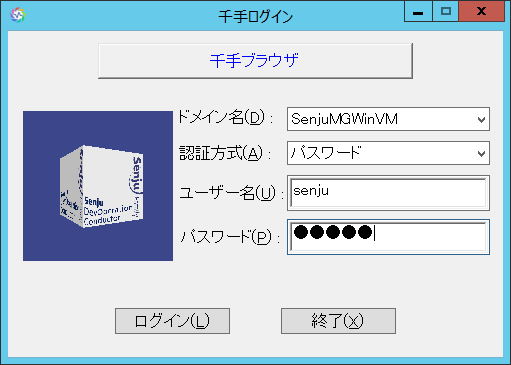 千手ログイン
千手ブラウザ
ドメイン名(D) : SenjuMGWinVM
認証方式(A) : パスワード
ユーザー名(U) : senju
パスワード(P) : ●●●●●
Senju
DevOperation
Conductor
Senju
ログイン(L) 終了(X)